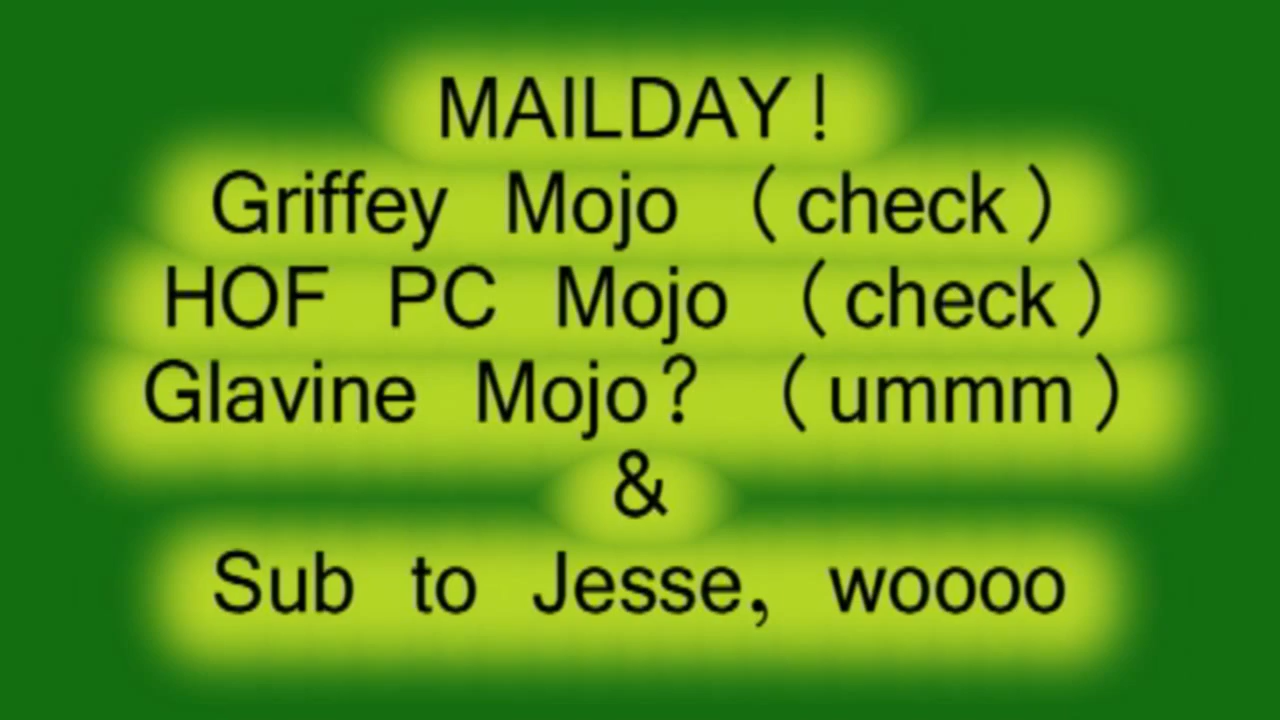 MAILDAY!
Griffey Mojo (check)
HOF PC Mojo (check)
Glavine Mojo? (ummm)
&
Sub to Jesse, woooo